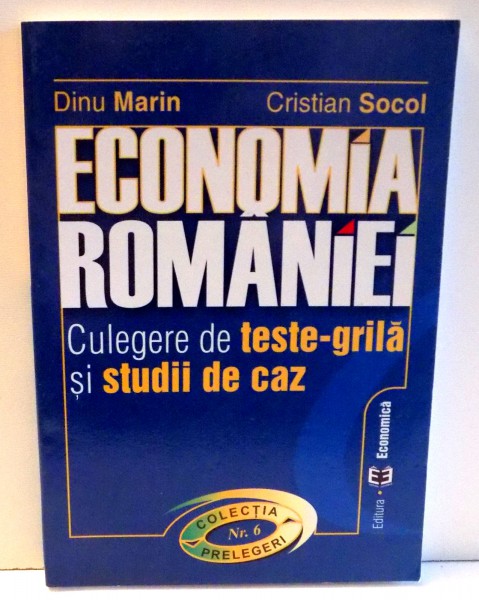 Dinu Marin Cristian Socol
ECONOMIA
ROMÂNIEI
Culegere de teste-grilă
și studii de caz
Editura • Economică
COLECȚIA
Nr. 6
PRELEGERI